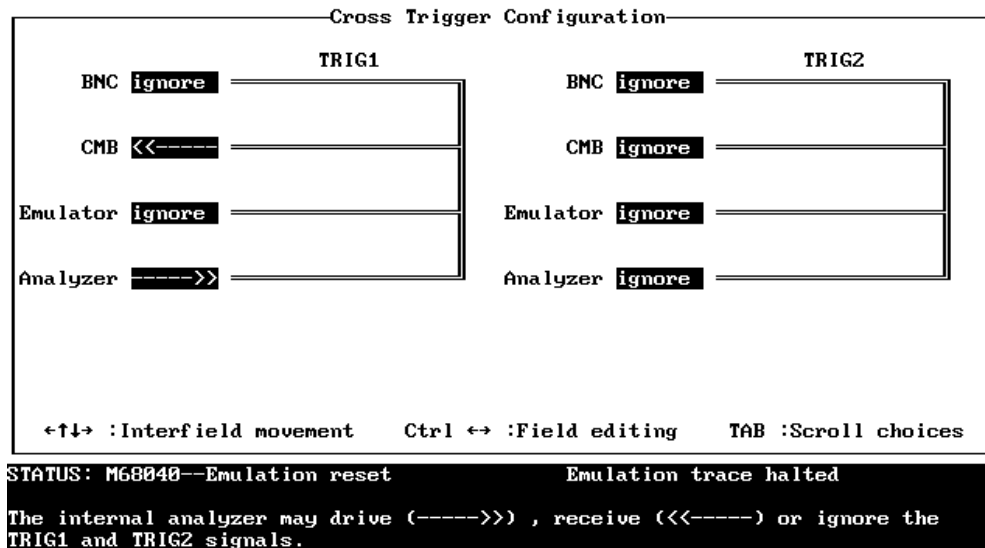 Cross Trigger Configuration
TRIG1 TRIG2
BNC ignore BNC ignore
CMB <<----- CMB ignore
Emulator ignore Emulator ignore
Analyzer ----->> Analyzer ignore
←↑↓→ :Interfield movement Ctrl ↔ :Field editing TAB :Scroll choices
STATUS: M68040--Emulation reset Emulation trace halted
The internal analyzer may drive (----->>) , receive (<<-----) or ignore the
TRIG1 and TRIG2 signals.